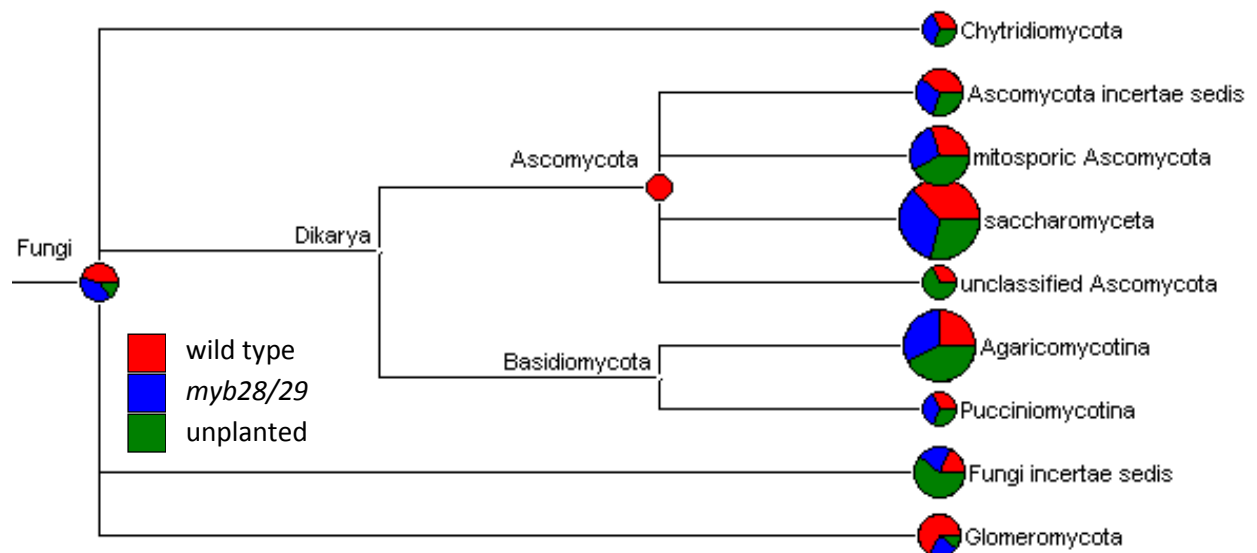 Chytridiomycota
Ascomycota incertae sedis
Ascomycota
mitosporic Ascomycota
saccharomyceta
Dikarya
Fungi
unclassified Ascomycota
wild type
Agaricomycotina
Basidiomycota
myb28/29
Pucciniomycotina
unplanted
Fungi incertae sedis
Glomeromycota